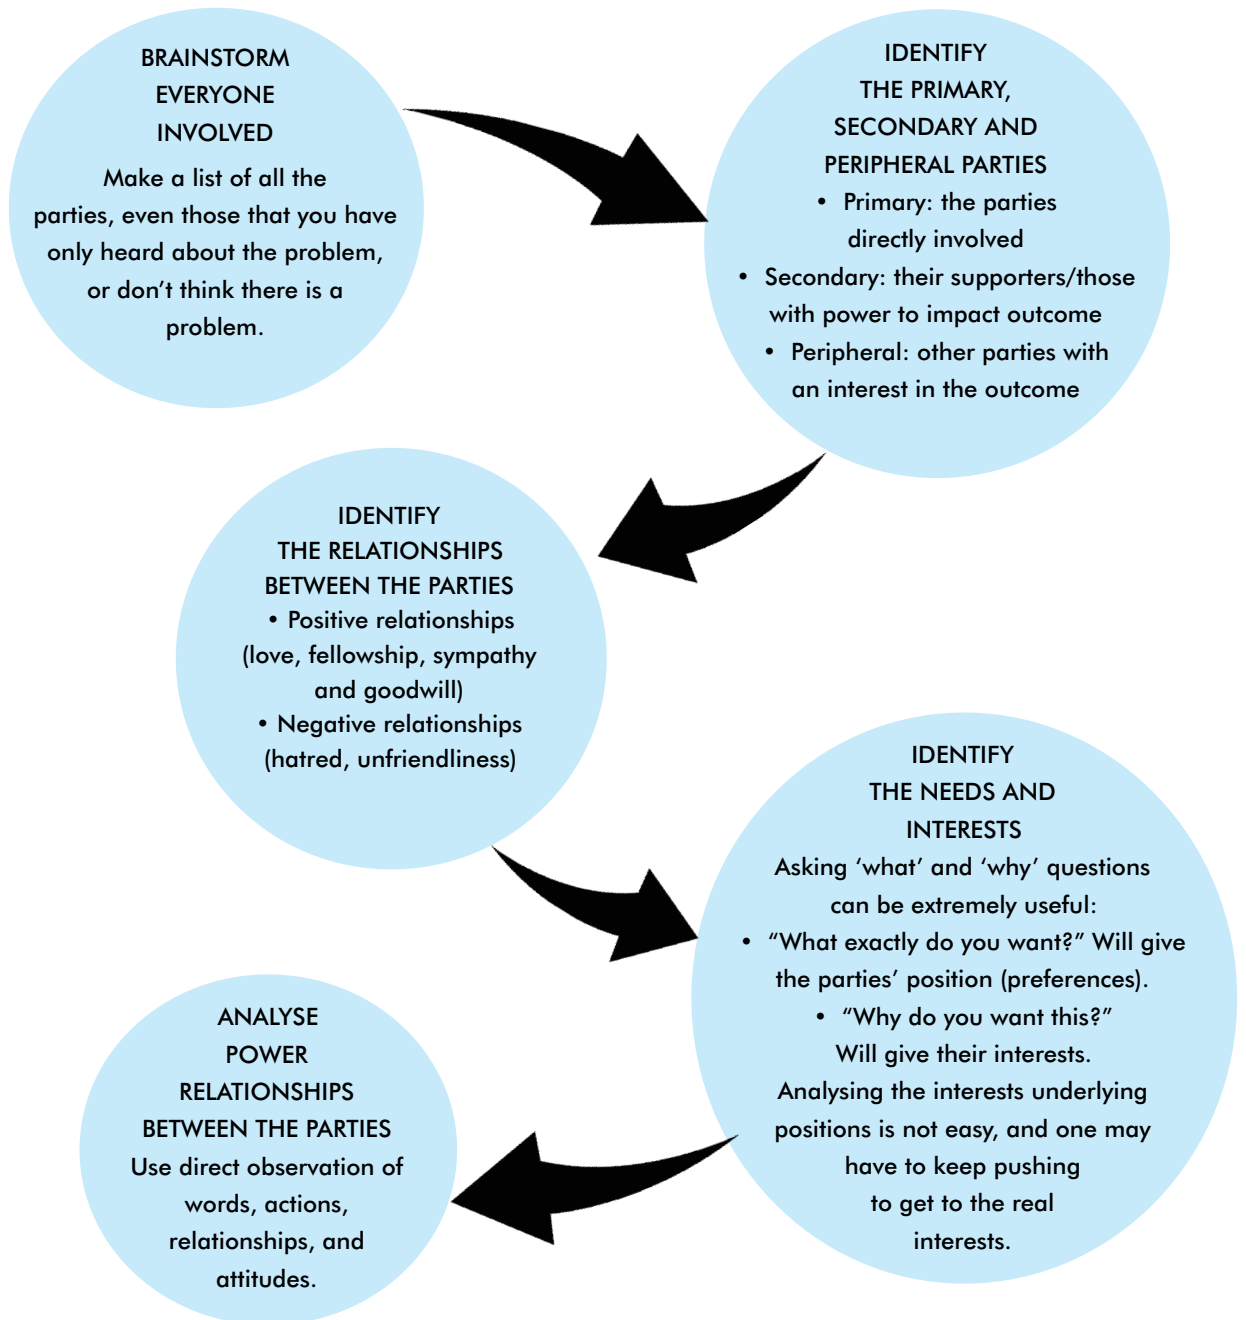 BRAINSTORM
EVERYONE
INVOLVED
Make a list of all the
parties, even those that you have
only heard about the problem,
or don’t think there is a
problem.
IDENTIFY
THE PRIMARY,
SECONDARY AND
PERIPHERAL PARTIES
• Primary: the parties
directly involved
• Secondary: their supporters/those
with power to impact outcome
• Peripheral: other parties with
an interest in the outcome
IDENTIFY
THE RELATIONSHIPS
BETWEEN THE PARTIES
• Positive relationships
(love, fellowship, sympathy
and goodwill)
• Negative relationships
(hatred, unfriendliness)
IDENTIFY
THE NEEDS AND
INTERESTS
Asking ‘what’ and ‘why’ questions
can be extremely useful:
• “What exactly do you want?” Will give
the parties’ position (preferences).
• “Why do you want this?”
Will give their interests.
Analysing the interests underlying
positions is not easy, and one may
have to keep pushing
to get to the real
interests.
ANALYSE
POWER
RELATIONSHIPS
BETWEEN THE PARTIES
Use direct observation of
words, actions,
relationships, and
attitudes.